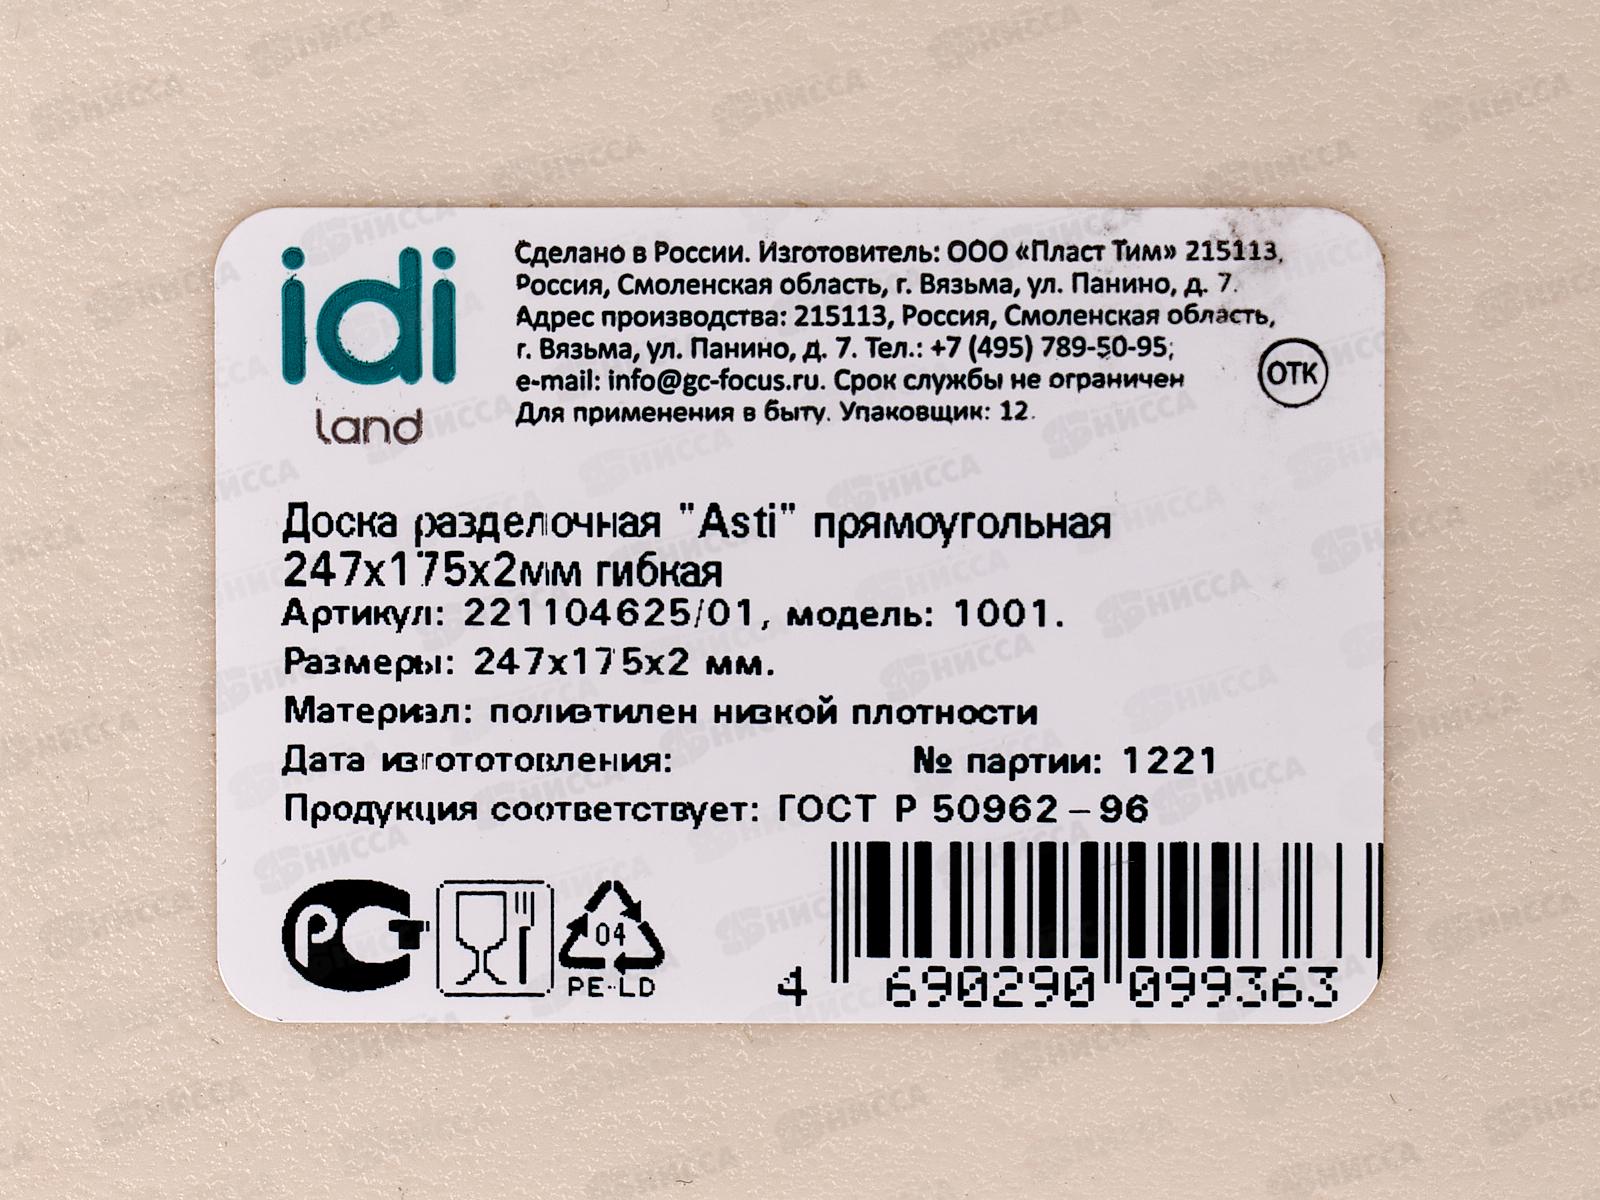 idi
land
Сделано в России. Изготовитель: ООО «Пласт Тим» 215113,
Россия, Смоленская область, г. Вязьма, ул. Панино, д. 7.
Адрес производства: 215113, Россия, Смоленская область,
г. Вязьма, ул. Панино, д. 7. Тел.: +7 (495) 789-50-95;
e-mail: info@gc-focus.ru. Срок службы не ограничен
Для применения в быту. Упаковщик: 12.
ОТК
Доска разделочная "Asti" прямоугольная
247х175х2мм гибкая
Артикул: 221104625/01, модель: 1001.
Размеры: 247х175х2 мм.
Материал: полиэтилен низкой плотности
Дата изгототовления: № партии: 1221
Продукция соответствует: ГОСТ Р 50962-96
РСТ
04
PE-LD
4 690290 099363
НИССА